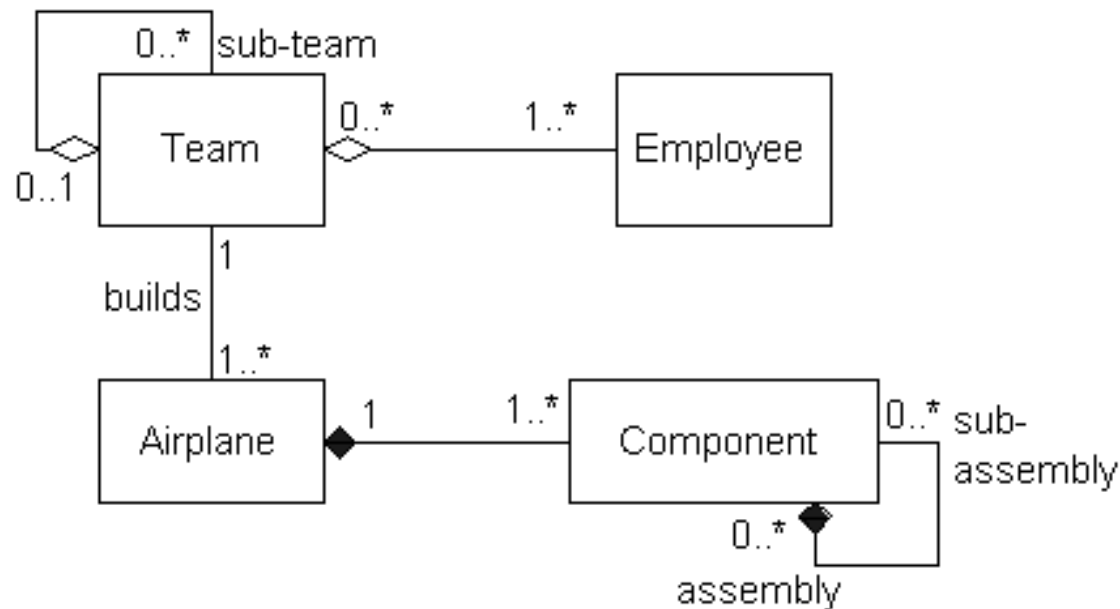 0..* sub-team
Team
0..*
1..*
Employee
0..1
1
builds
1..*
Airplane
1
1..*
Component
0..* sub-
assembly
0..*
assembly